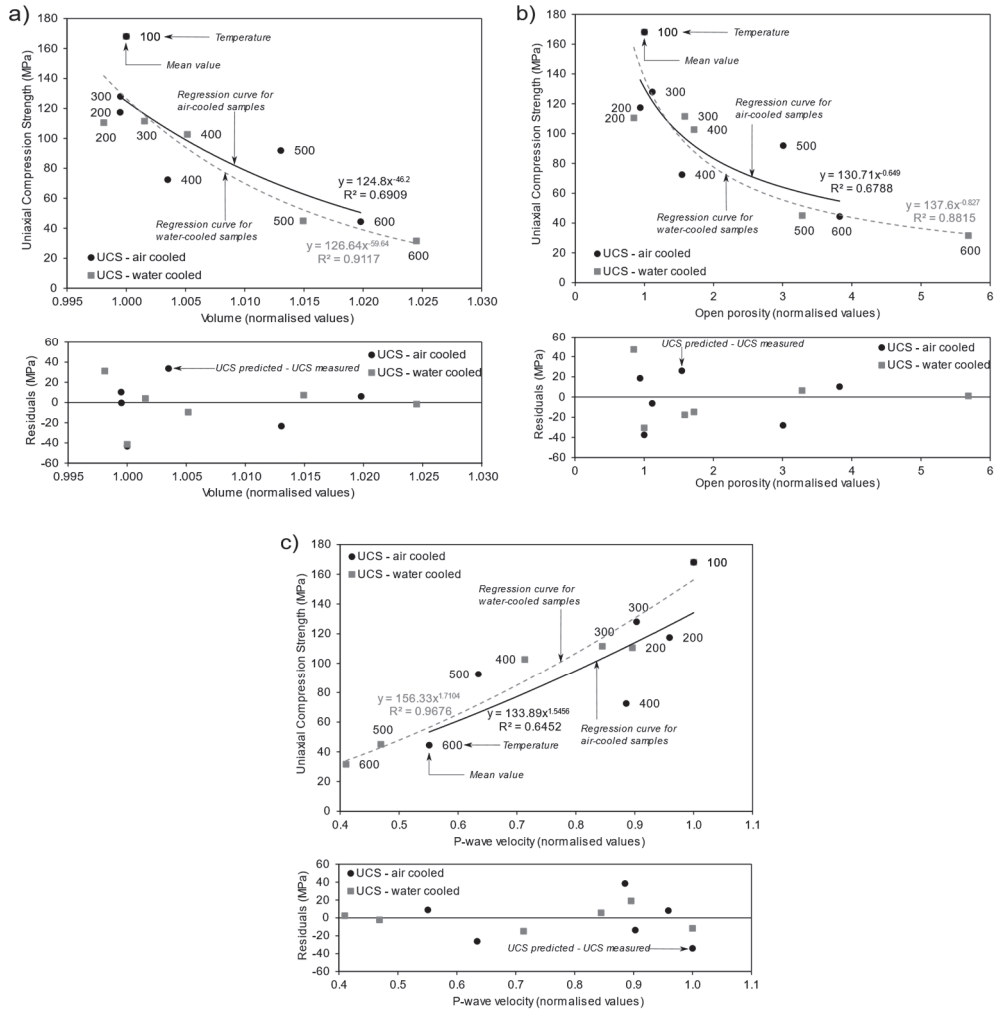 a)
180
160
140
120
100
80
60
40
20
0
Uniaxial Compression Strength (MPa)
100
Temperature
Mean value
300
200
200
300
400
400
500
500
600
600
Regression curve for
air-cooled samples
y = 124.8x^-46.2
R² = 0.6909
Regression curve for
water-cooled samples
y = 126.64x^-59.64
R² = 0.9117
UCS - air cooled
UCS - water cooled
0.995 1.000 1.005 1.010 1.015 1.020 1.025 1.030
Volume (normalised values)
60
40
20
0
-20
-40
-60
Residuals (MPa)
UCS predicted - UCS measured
UCS - air cooled
UCS - water cooled
0.995 1.000 1.005 1.010 1.015 1.020 1.025 1.030
Volume (normalised values)
b)
180
160
140
120
100
80
60
40
20
0
Uniaxial Compression Strength (MPa)
100
Temperature
Mean value
200
200
300
300
400
400
500
500
600
600
Regression curve for
air-cooled samples
y = 130.71x^-0.649
R² = 0.6788
Regression curve for
water-cooled samples
y = 137.6x^-0.827
R² = 0.8815
UCS - air cooled
UCS - water cooled
0 1 2 3 4 5 6
Open porosity (normalised values)
60
40
20
0
-20
-40
-60
Residuals (MPa)
UCS predicted - UCS measured
UCS - air cooled
UCS - water cooled
0 1 2 3 4 5 6
Open porosity (normalised values)
c)
180
160
140
120
100
80
60
40
20
0
Uniaxial Compression Strength (MPa)
UCS - air cooled
UCS - water cooled
Regression curve for
water-cooled samples
100
300
300
200
200
400
500
400
y = 156.33x^1.7104
R² = 0.9676
y = 133.89x^1.5456
R² = 0.6452
500
600
600
Temperature
Mean value
Regression curve for
air-cooled samples
0.4 0.5 0.6 0.7 0.8 0.9 1.0 1.1
P-wave velocity (normalised values)
60
40
20
0
-20
-40
-60
Residuals (MPa)
UCS - air cooled
UCS - water cooled
UCS predicted - UCS measured
0.4 0.5 0.6 0.7 0.8 0.9 1.0 1.1
P-wave velocity (normalised values)